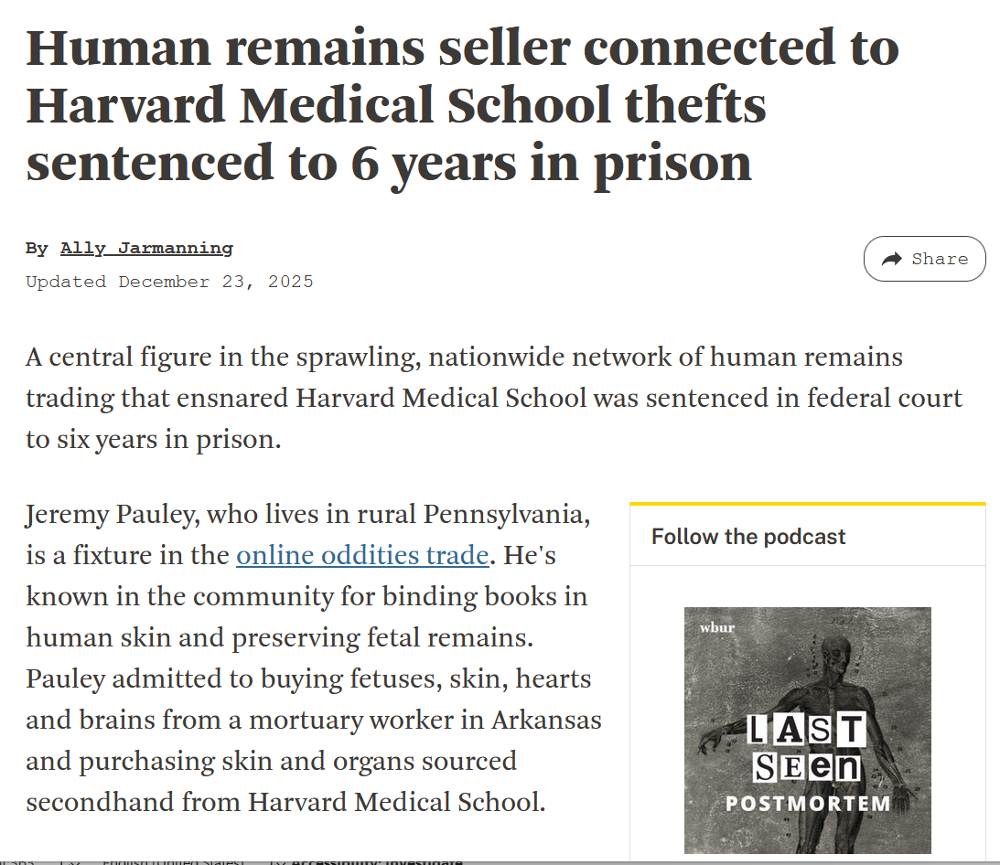 Human remains seller connected to
Harvard Medical School thefts
sentenced to 6 years in prison
By Ally Jarmanning
Updated December 23, 2025
Share
A central figure in the sprawling, nationwide network of human remains
trading that ensnared Harvard Medical School was sentenced in federal court
to six years in prison.
Jeremy Pauley, who lives in rural Pennsylvania,
is a fixture in the online oddities trade. He's
known in the community for binding books in
human skin and preserving fetal remains.
Pauley admitted to buying fetuses, skin, hearts
and brains from a mortuary worker in Arkansas
and purchasing skin and organs sourced
secondhand from Harvard Medical School.
Follow the podcast
wbur
LAST
SEen
POSTMORTEM
English (United States)
Accessibility: Investigate